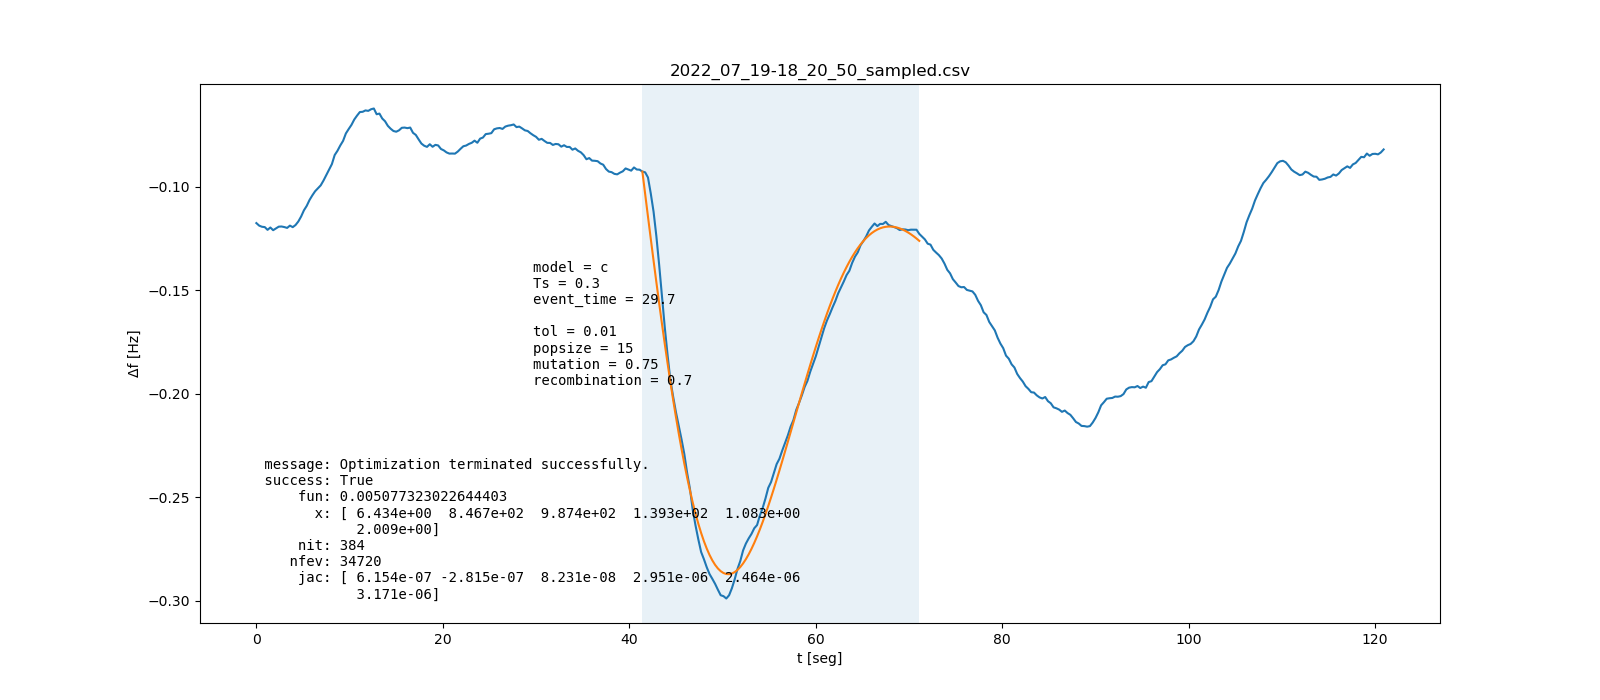 2022_07_19-18_20_50_sampled.csv
−0.10
−0.15
−0.20
−0.25
−0.30
Δf [Hz]
model = c
Ts = 0.3
event_time = 29.7
tol = 0.01
popsize = 15
mutation = 0.75
recombination = 0.7
message: Optimization terminated successfully.
success: True
fun: 0.005077323022644403
x: [ 6.434e+00 8.467e+02 9.874e+02 1.393e+02 1.083e+00
2.009e+00]
nit: 384
nfev: 34720
jac: [ 6.154e-07 -2.815e-07 8.231e-08 2.951e-06 2.464e-06
3.171e-06]
0 20 40 60 80 100 120
t [seg]